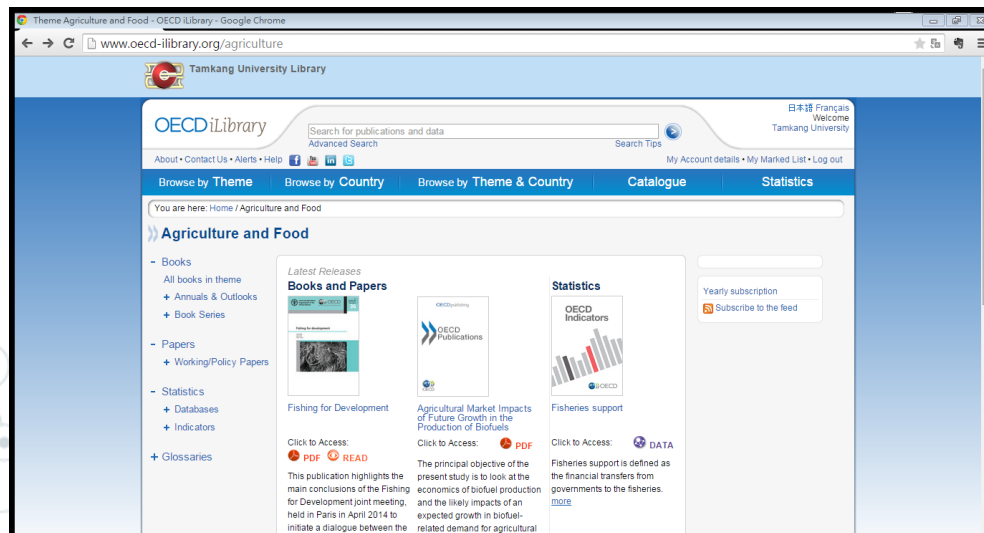 Theme Agriculture and Food - OECD iLibrary - Google Chrome
www.oecd-ilibrary.org/agriculture
Tamkang University Library
日本語 Français
Welcome
Tamkang University
OECD iLibrary
Search for publications and data
Advanced Search
Search Tips
About • Contact Us • Alerts • Help
My Account details • My Marked List • Log out
Browse by Theme
Browse by Country
Browse by Theme & Country
Catalogue
Statistics
You are here: Home / Agriculture and Food
Agriculture and Food
- Books
All books in theme
+ Annuals & Outlooks
+ Book Series
- Papers
+ Working/Policy Papers
- Statistics
+ Databases
+ Indicators
+ Glossaries
Latest Releases
Books and Papers
Fishing for development
Fishing for Development
Click to Access:
PDF READ
This publication highlights the
main conclusions of the Fishing
for Development joint meeting,
held in Paris in April 2014 to
initiate a dialogue between the
OECDpublishing
OECD
Publications
Agricultural Market Impacts
of Future Growth in the
Production of Biofuels
Click to Access: PDF
The principal objective of the
present study is to look at the
economics of biofuel production
and the likely impacts of an
expected growth in biofuel-
related demand for agricultural
Statistics
OECD
Indicators
OECD
Fisheries support
Click to Access: DATA
Fisheries support is defined as
the financial transfers from
governments to the fisheries.
more
Yearly subscription
Subscribe to the feed